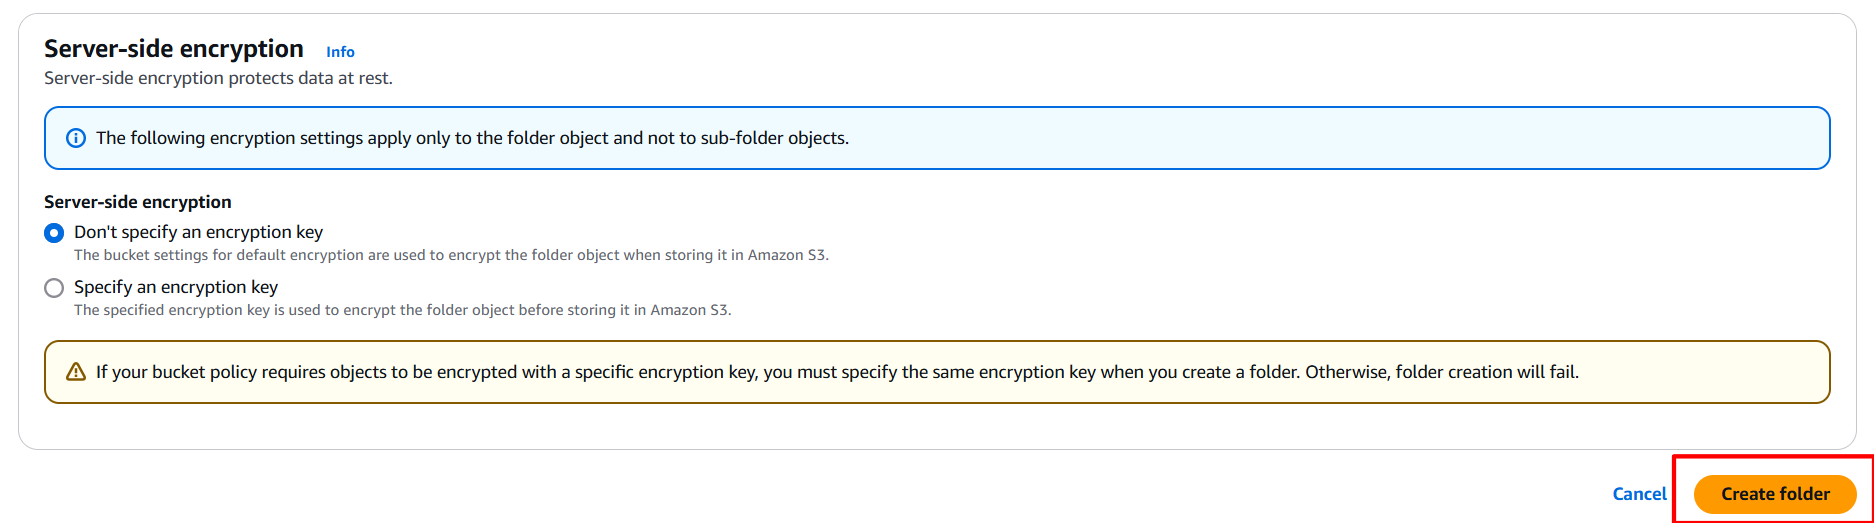 Server-side encryption Info
Server-side encryption protects data at rest.
The following encryption settings apply only to the folder object and not to sub-folder objects.
Server-side encryption
Don't specify an encryption key
The bucket settings for default encryption are used to encrypt the folder object when storing it in Amazon S3.
Specify an encryption key
The specified encryption key is used to encrypt the folder object before storing it in Amazon S3.
If your bucket policy requires objects to be encrypted with a specific encryption key, you must specify the same encryption key when you create a folder. Otherwise, folder creation will fail.
Cancel Create folder